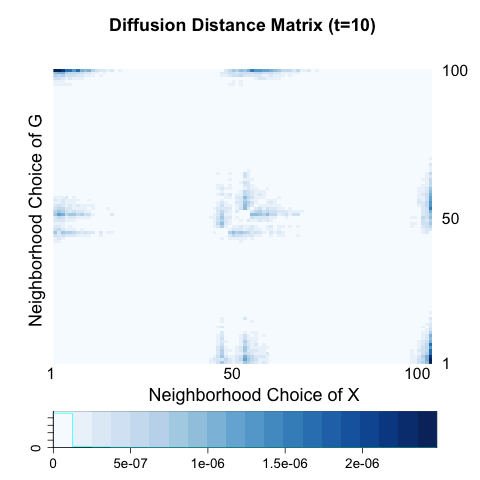 Diffusion Distance Matrix (t=10)
100
Neighborhood Choice of G
50
1
1 50 100
Neighborhood Choice of X
0
0 5e-07 1e-06 1.5e-06 2e-06